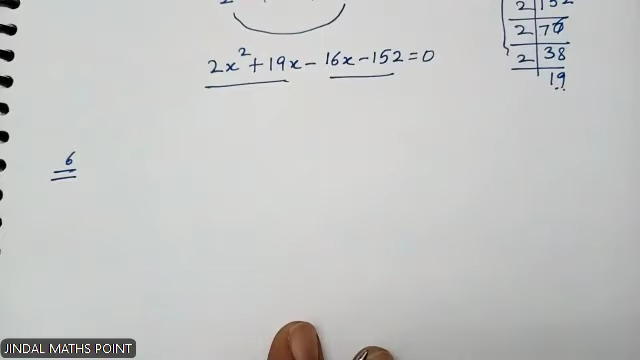 2x² + 19x - 16x - 152 = 0
2 | 152
2 | 76
2 | 38
19
6
JINDAL MATHS POINT